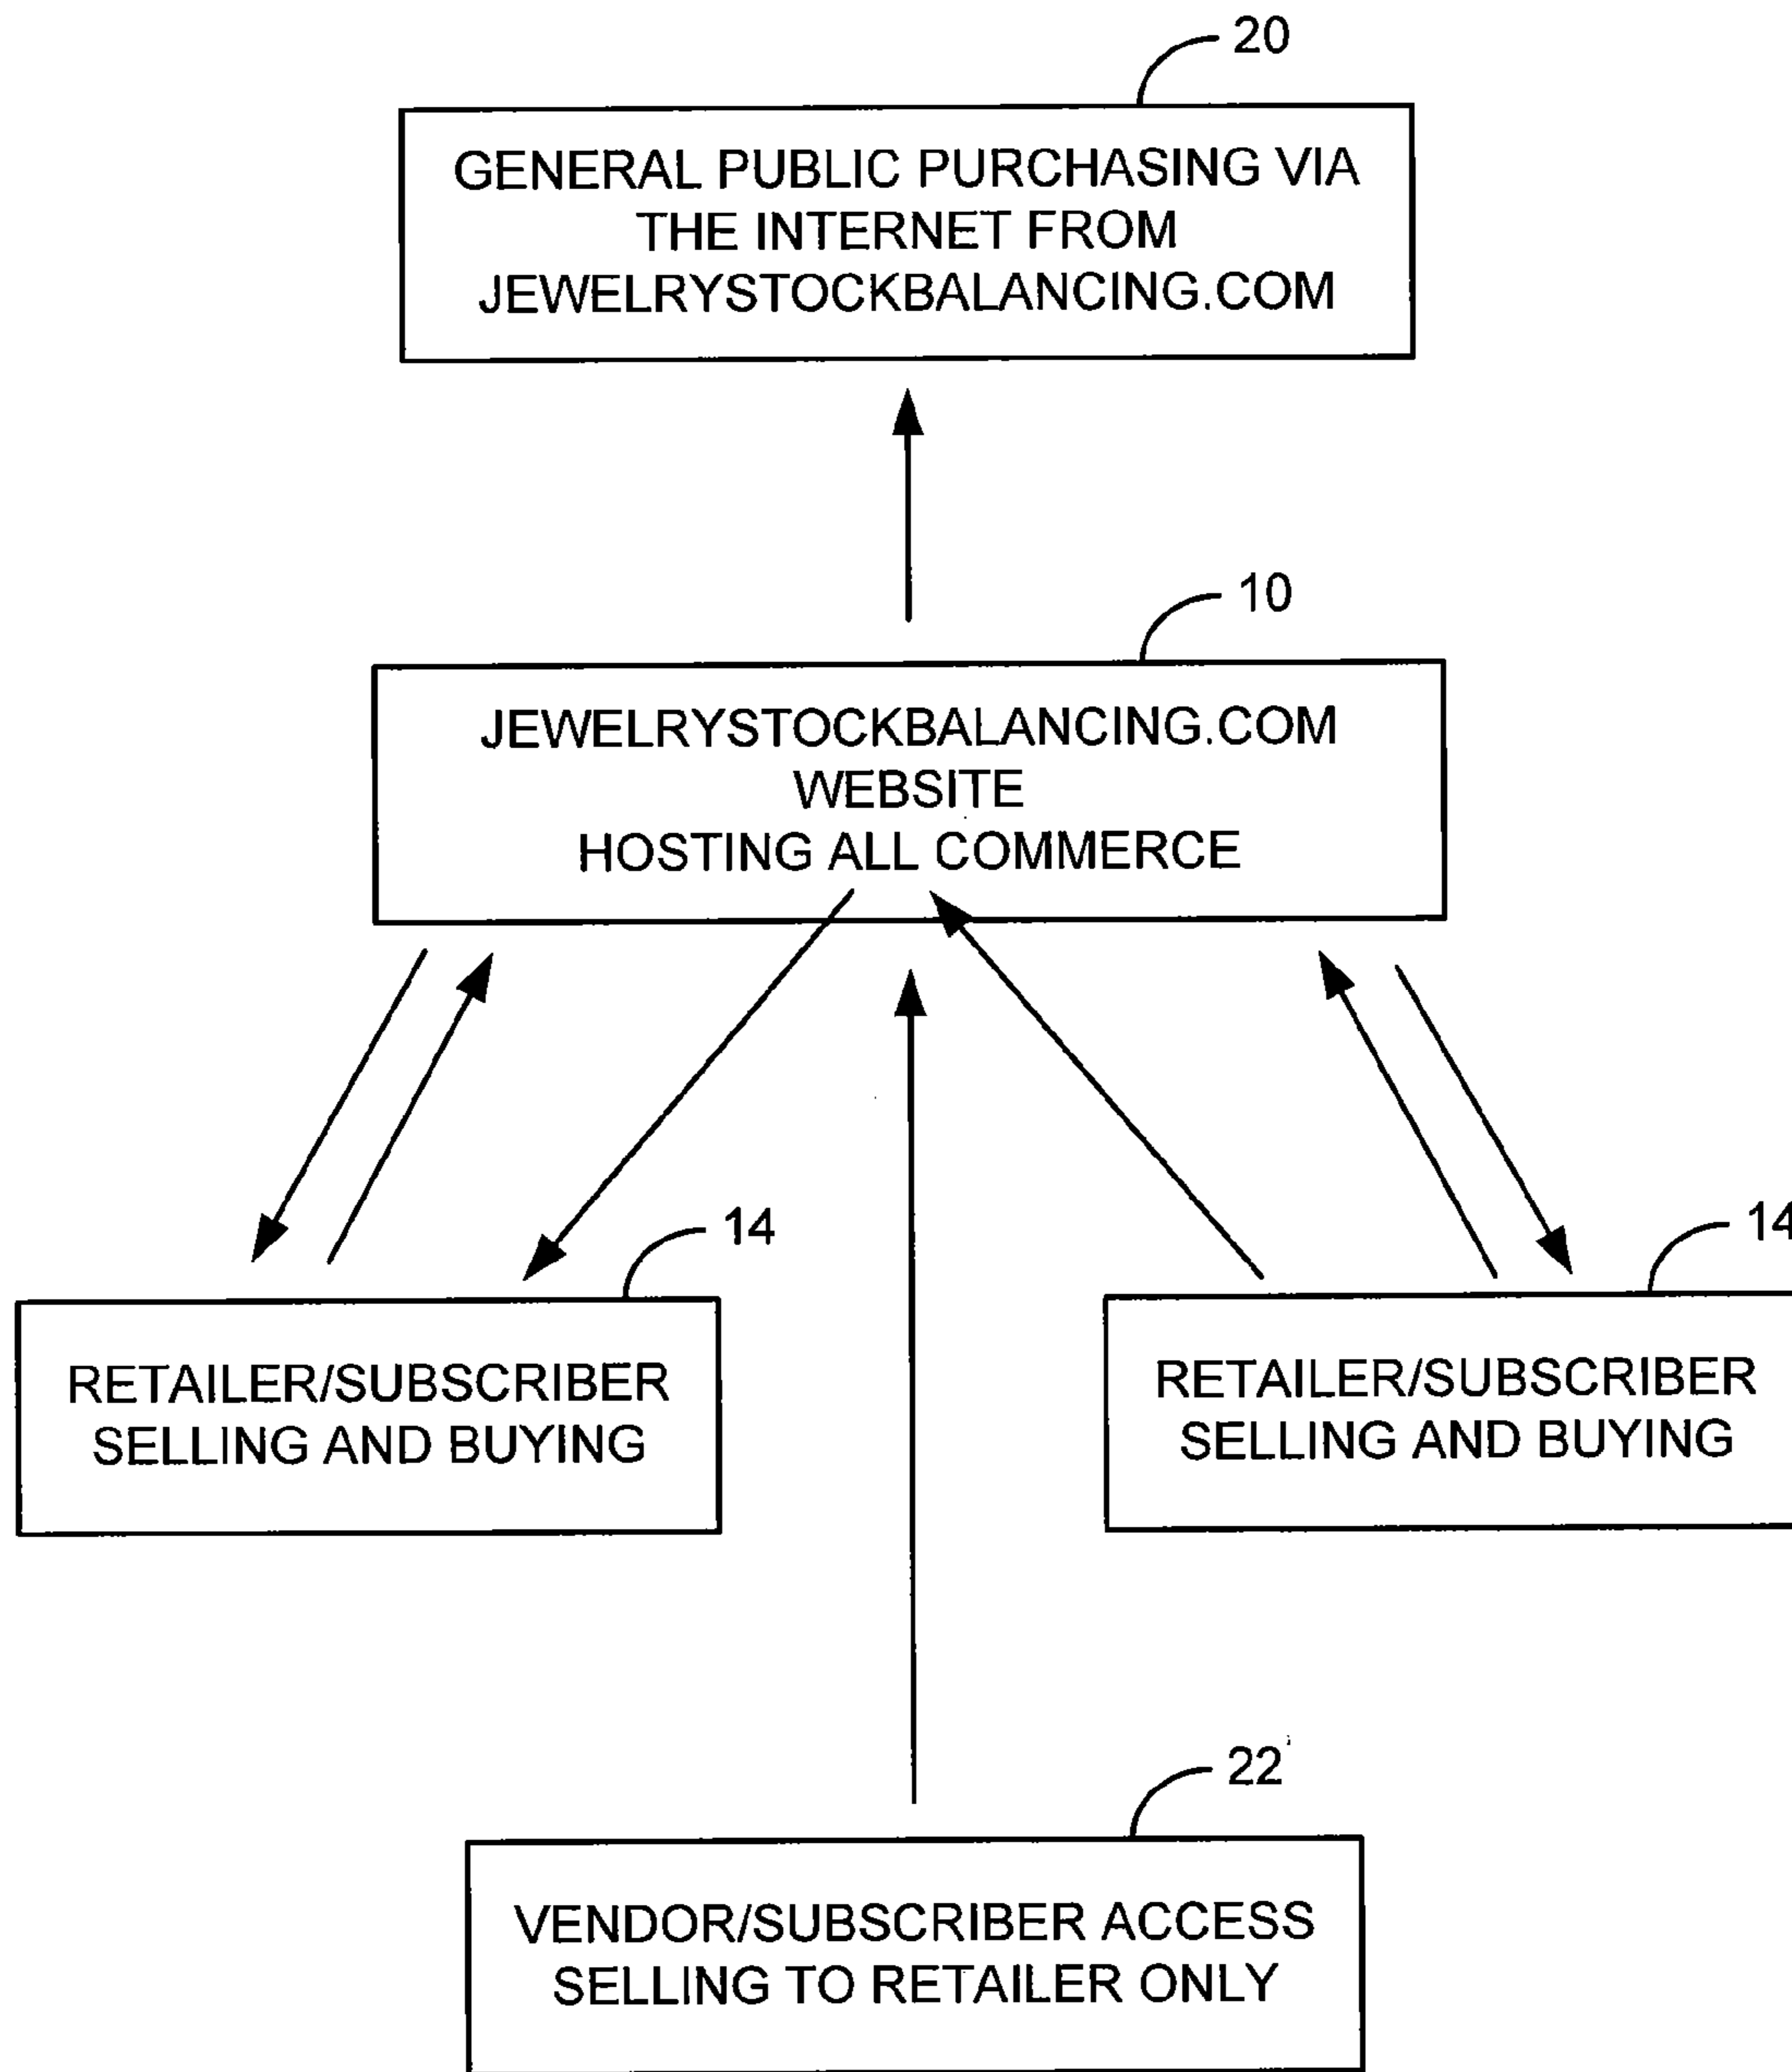 20
GENERAL PUBLIC PURCHASING VIA
THE INTERNET FROM
JEWELRYSTOCKBALANCING.COM
10
JEWELRYSTOCKBALANCING.COM
WEBSITE
HOSTING ALL COMMERCE
14
RETAILER/SUBSCRIBER
SELLING AND BUYING
14
RETAILER/SUBSCRIBER
SELLING AND BUYING
22
VENDOR/SUBSCRIBER ACCESS
SELLING TO RETAILER ONLY